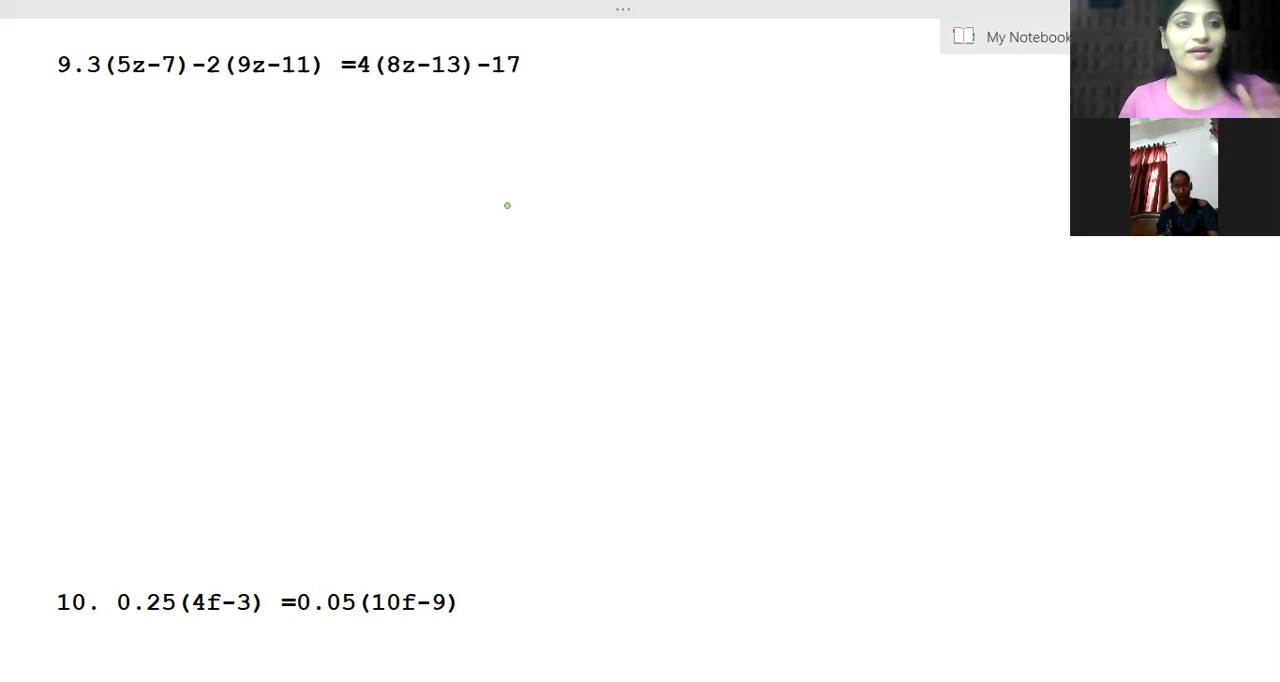 ...
My Notebook
9.3(5z-7)-2(9z-11) =4(8z-13)-17
10. 0.25(4f-3) =0.05(10f-9)